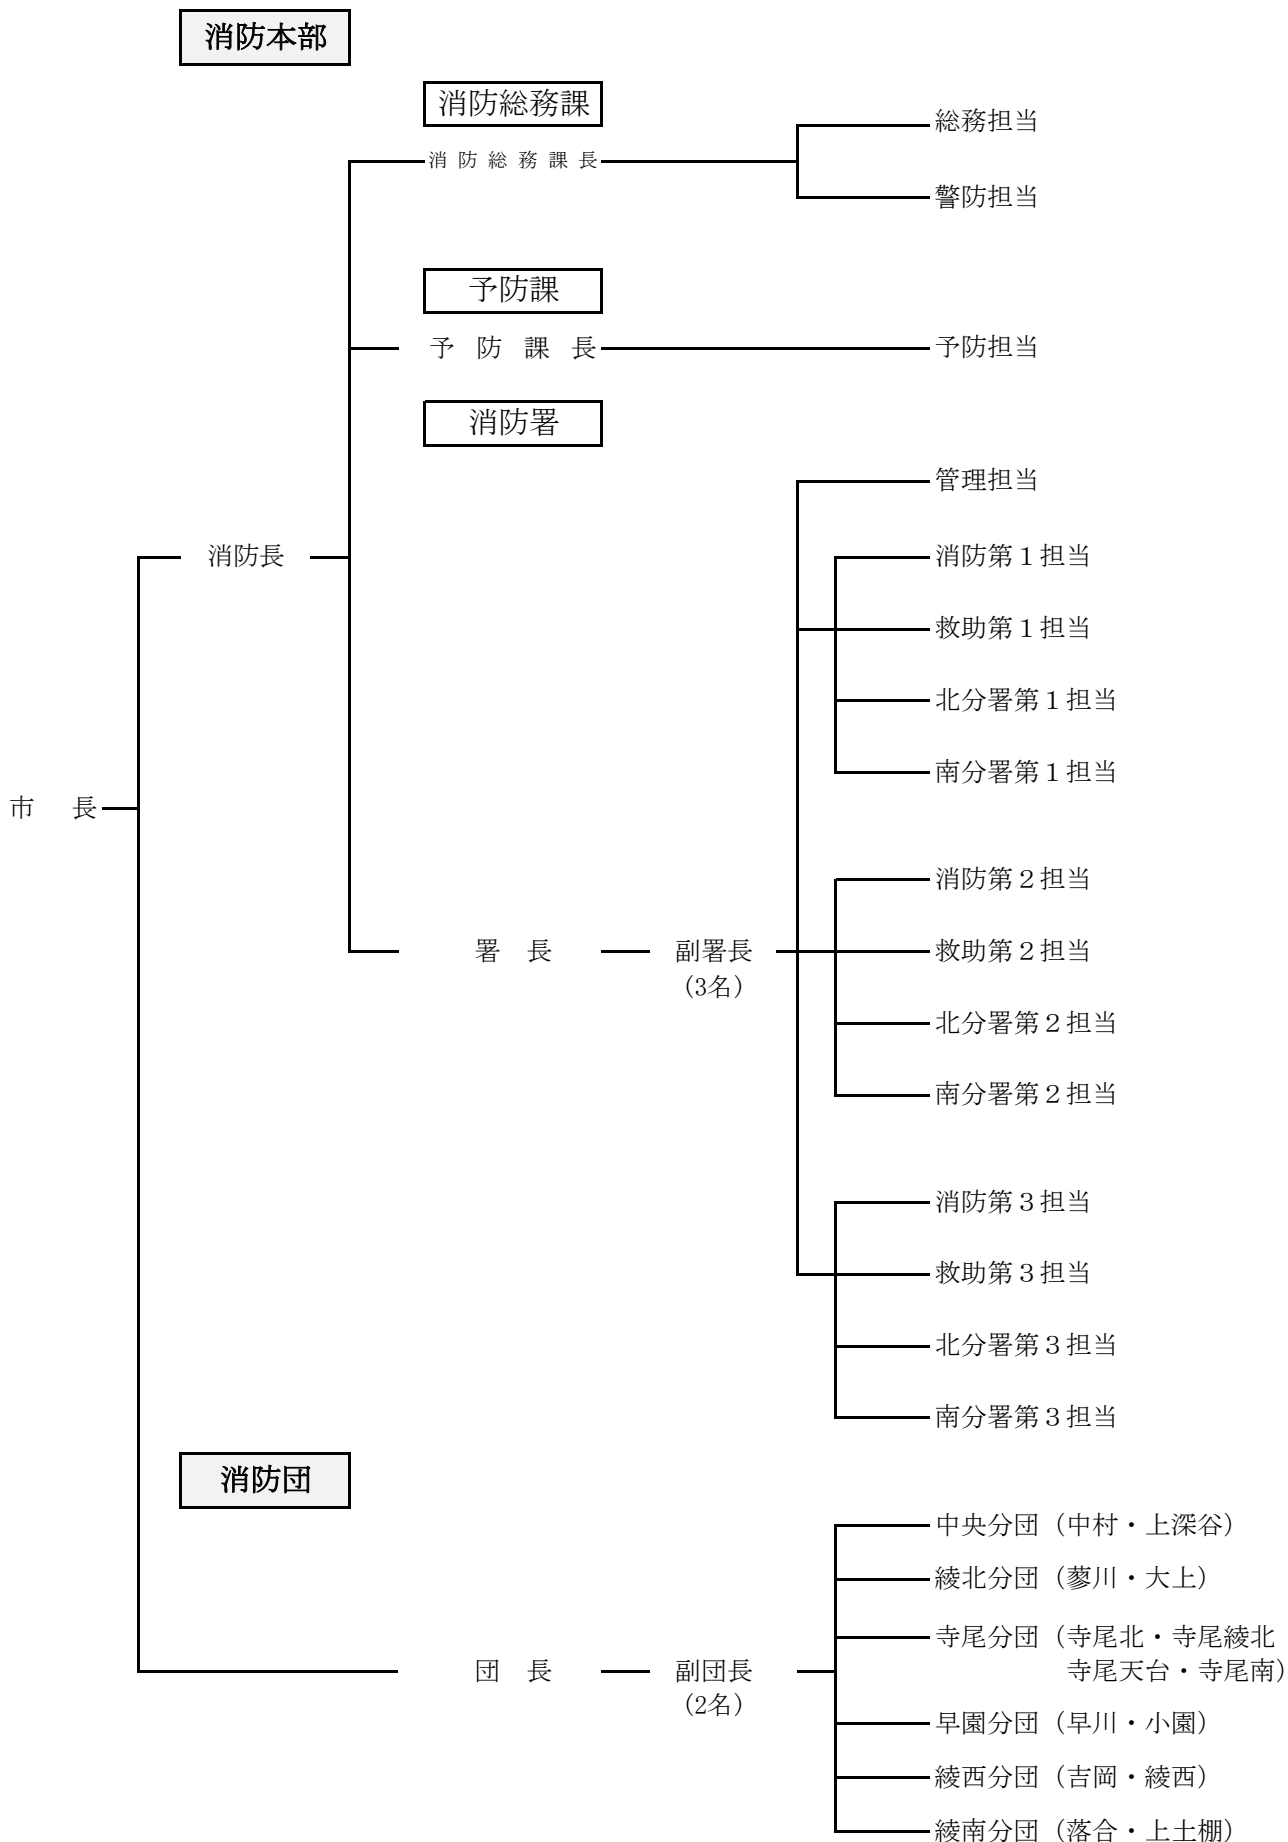 消防本部
消防総務課
総務担当
消防総務課長
警防担当
予防課
予防課長
予防担当
消防署
管理担当
消防長
消防第１担当
救助第１担当
北分署第１担当
南分署第１担当
市　長
消防第２担当
署　長
副署長
救助第２担当
（3名）
北分署第２担当
南分署第２担当
消防第３担当
救助第３担当
北分署第３担当
南分署第３担当
消防団
中央分団（中村・上深谷）
綾北分団（蓼川・大上）
寺尾分団（寺尾北・寺尾綾北
寺尾天台・寺尾南）
団　長
副団長
（2名）
早園分団（早川・小園）
綾西分団（吉岡・綾西）
綾南分団（落合・上土棚）